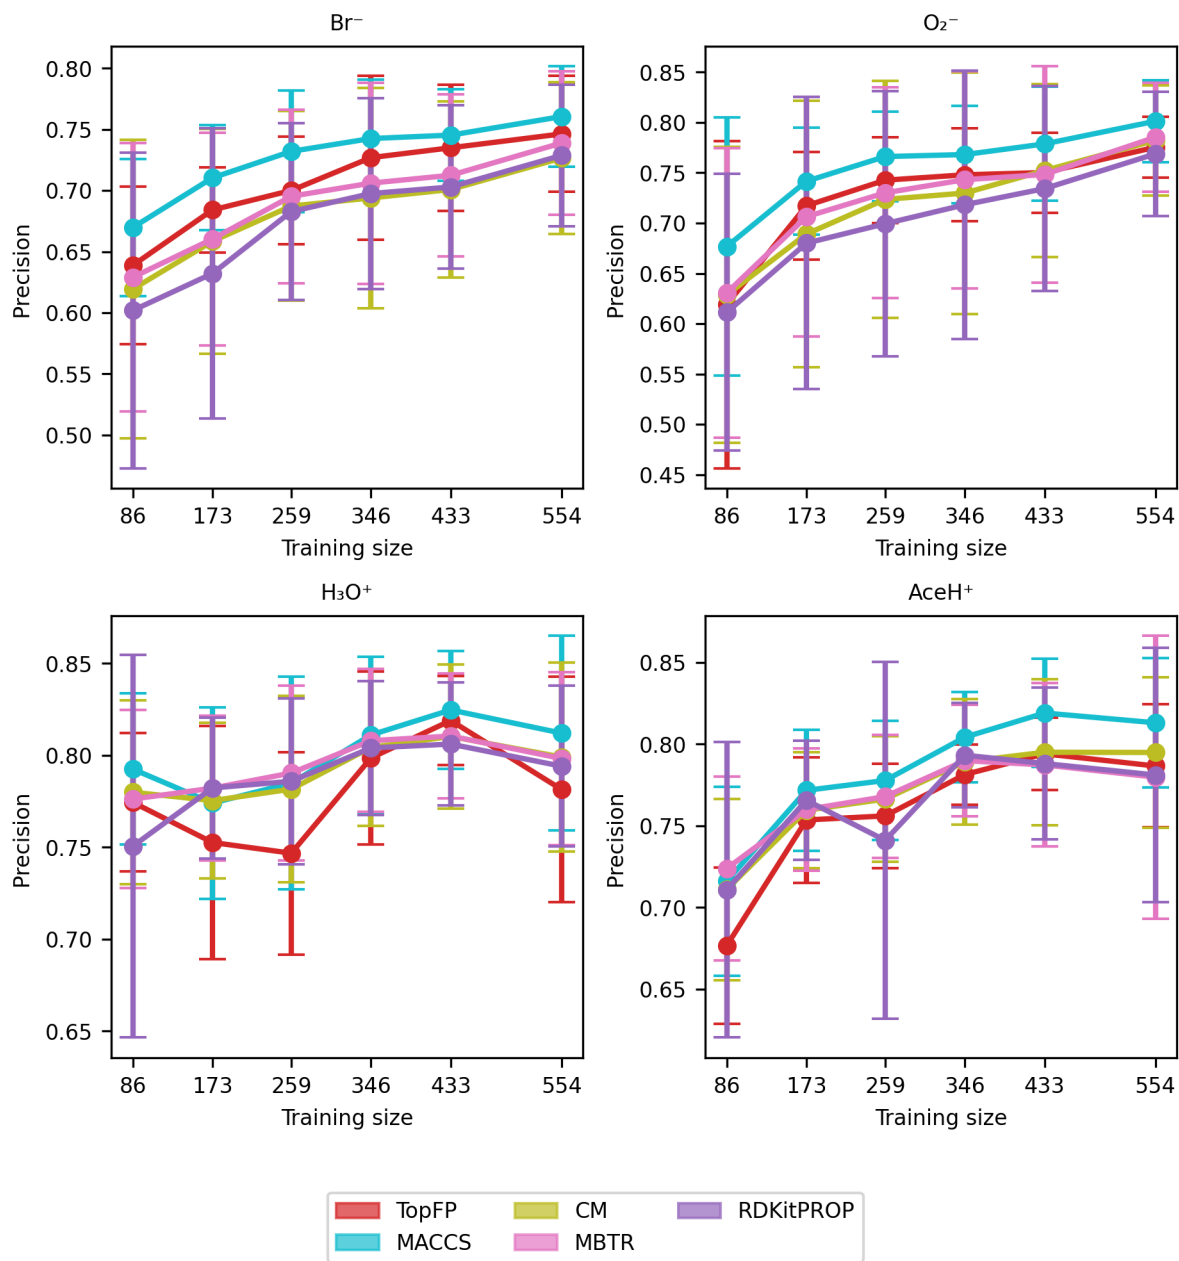 Br⁻
O₂⁻
Precision
0.80
0.75
0.70
0.65
0.60
0.55
0.50
86 173 259 346 433 554
Training size
Precision
0.85
0.80
0.75
0.70
0.65
0.60
0.55
0.50
0.45
86 173 259 346 433 554
Training size
H₃O⁺
AceH⁺
Precision
0.85
0.80
0.75
0.70
0.65
86 173 259 346 433 554
Training size
Precision
0.85
0.80
0.75
0.70
0.65
86 173 259 346 433 554
Training size
TopFP CM RDKitPROP
MACCS MBTR